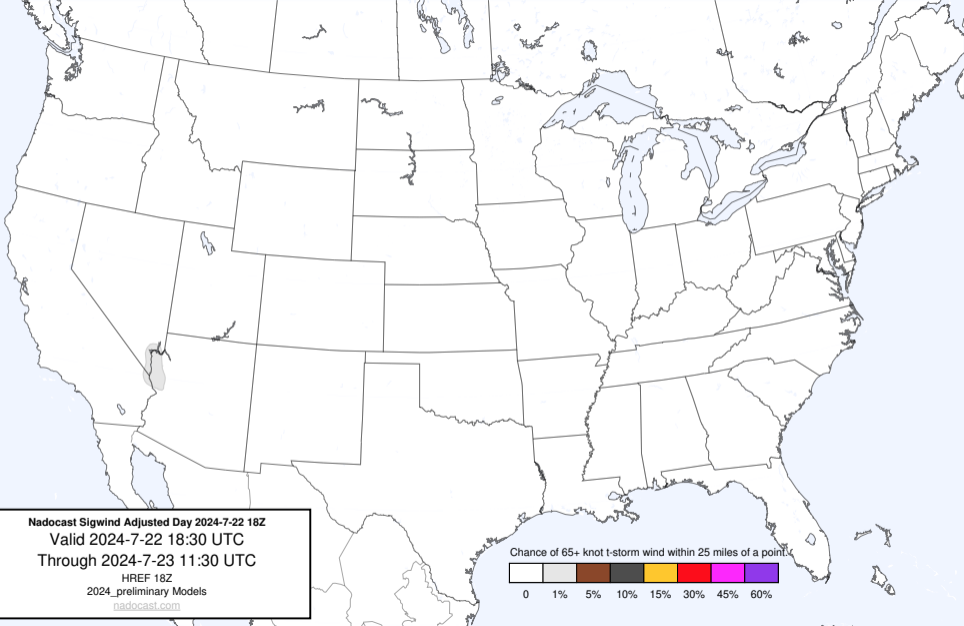 Nadocast Sigwind Adjusted Day 2024-7-22 18Z
Valid 2024-7-22 18:30 UTC
Through 2024-7-23 11:30 UTC
HREF 18Z
2024_preliminary Models
nadocast.com
Chance of 65+ knot t-storm wind within 25 miles of a point.
0 1% 5% 10% 15% 30% 45% 60%